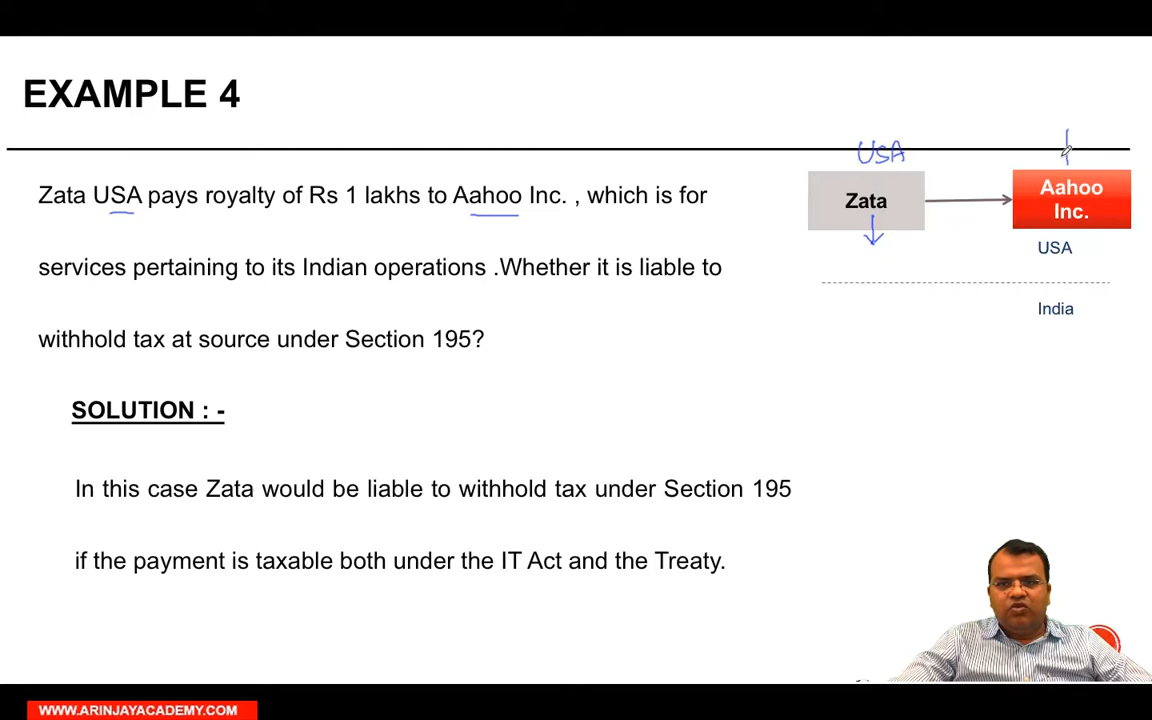 EXAMPLE 4
USA
Zata USA pays royalty of Rs 1 lakhs to Aahoo Inc. , which is for
services pertaining to its Indian operations .Whether it is liable to
withhold tax at source under Section 195?
Zata
Aahoo
Inc.
USA
India
SOLUTION : -
In this case Zata would be liable to withhold tax under Section 195
if the payment is taxable both under the IT Act and the Treaty.
WWW.ARINJAYACADEMY.COM